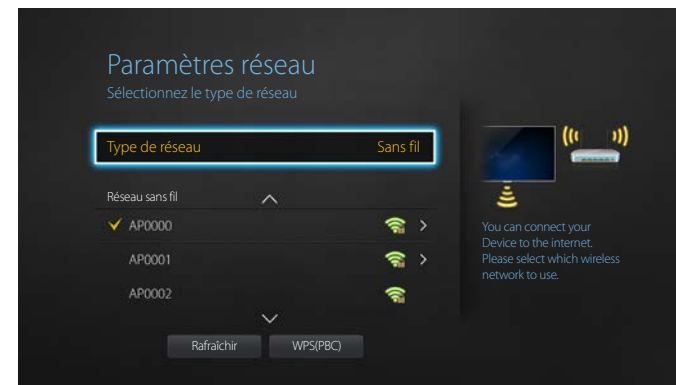 Paramètres réseau
Sélectionnez le type de réseau
Type de réseau Sans fil
Réseau sans fil
AP0000
AP0001
AP0002
Rafraîchir WPS(PBC)
You can connect your
Device to the internet.
Please select which wireless
network to use.